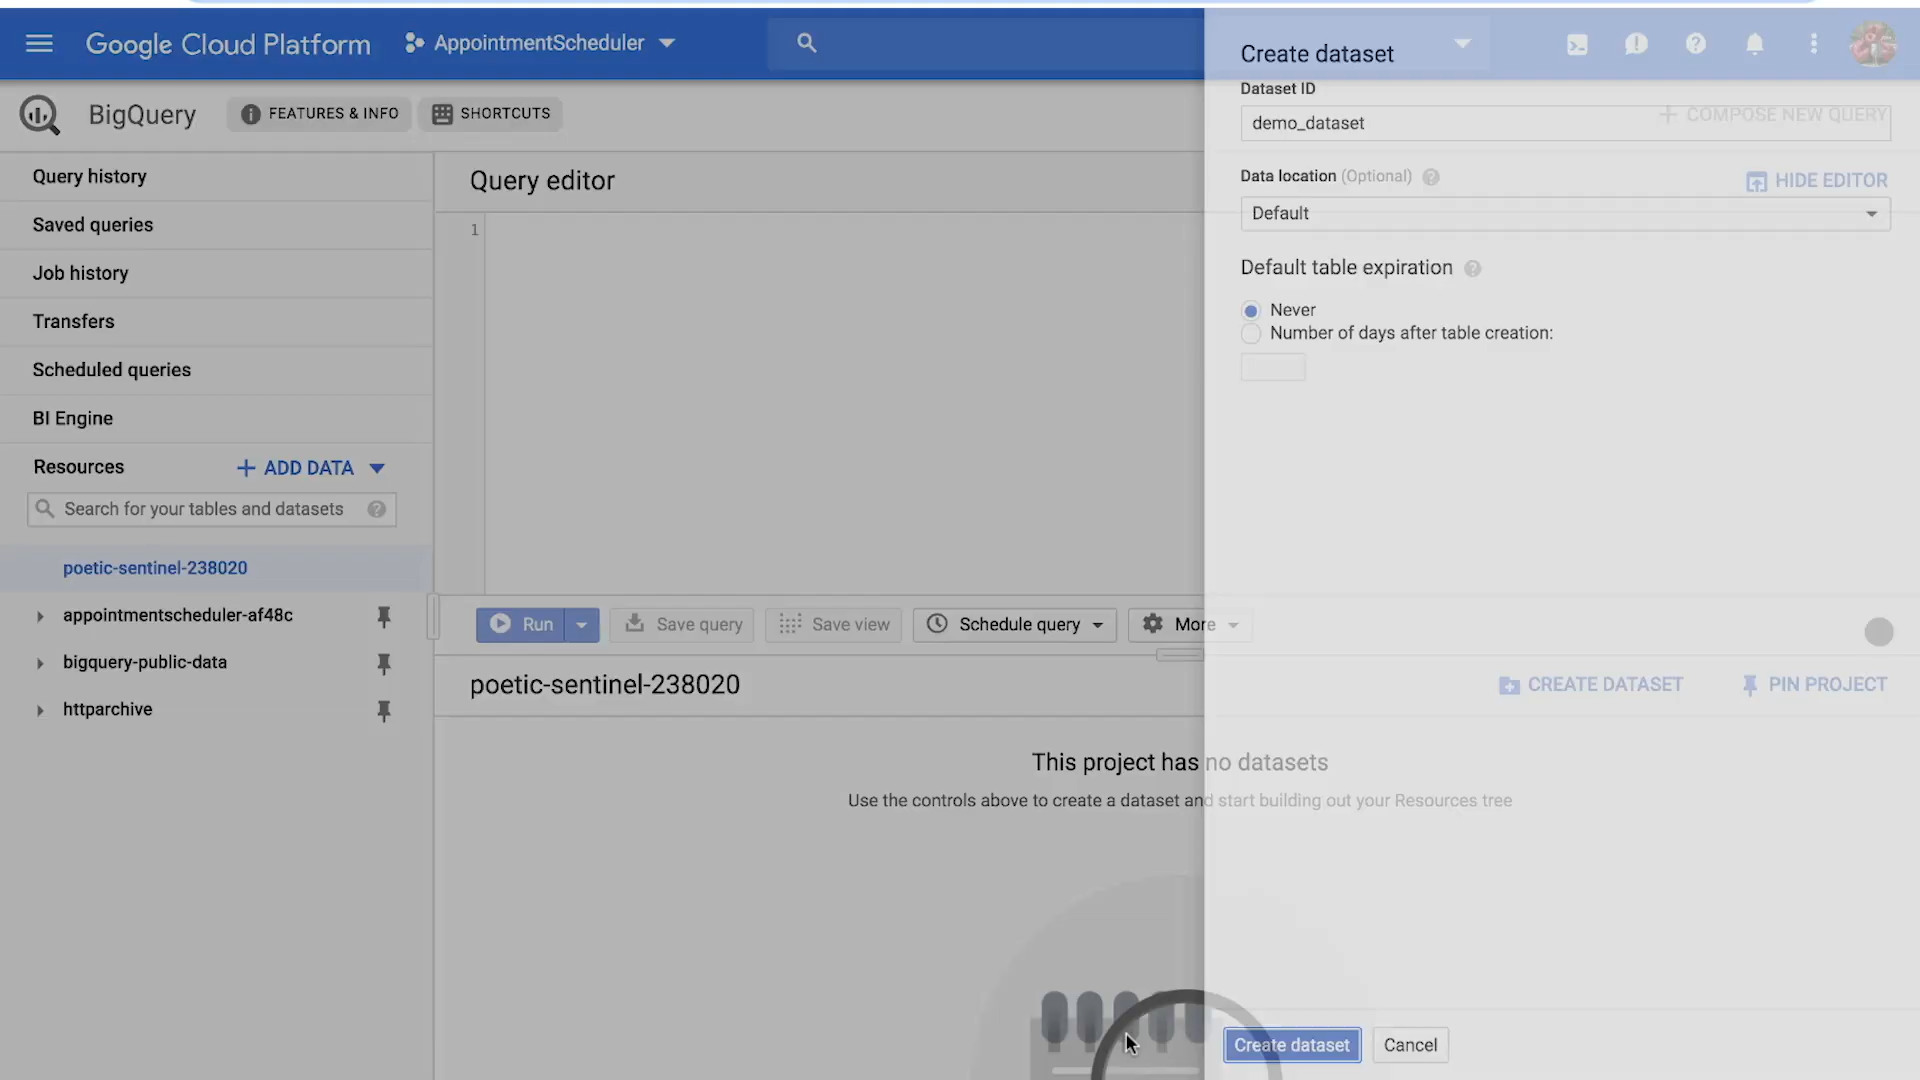 Google Cloud Platform
AppointmentScheduler
BigQuery
FEATURES & INFO
SHORTCUTS
Query history
Saved queries
Job history
Transfers
Scheduled queries
BI Engine
Resources
ADD DATA
Search for your tables and datasets
poetic-sentinel-238020
appointmentscheduler-af48c
bigquery-public-data
httparchive
Query editor
1
Run
Save query
Save view
Schedule query
More
poetic-sentinel-238020
CREATE DATASET
PIN PROJECT
This project has no datasets
Use the controls above to create a dataset and start building out your Resources tree
Create dataset
Dataset ID
demo_dataset
COMPOSE NEW QUERY
Data location (Optional)
HIDE EDITOR
Default
Default table expiration
Never
Number of days after table creation:
Create dataset
Cancel